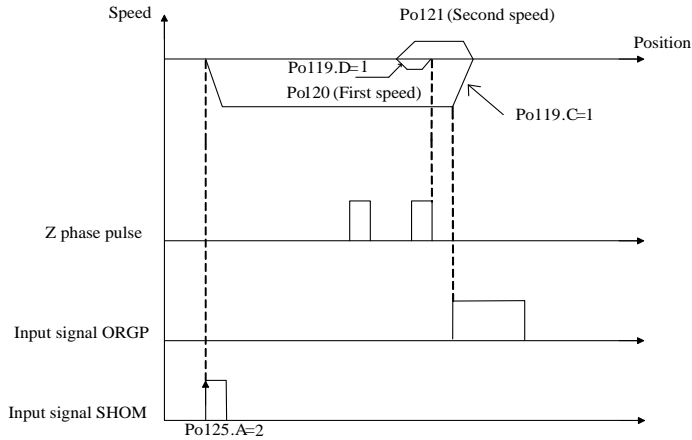 Speed
Po121 (Second speed)
Position
Po119.D=1
Po120 (First speed)
Po119.C=1
Z phase pulse
Input signal ORGP
Input signal SHOM
Po125.A=2